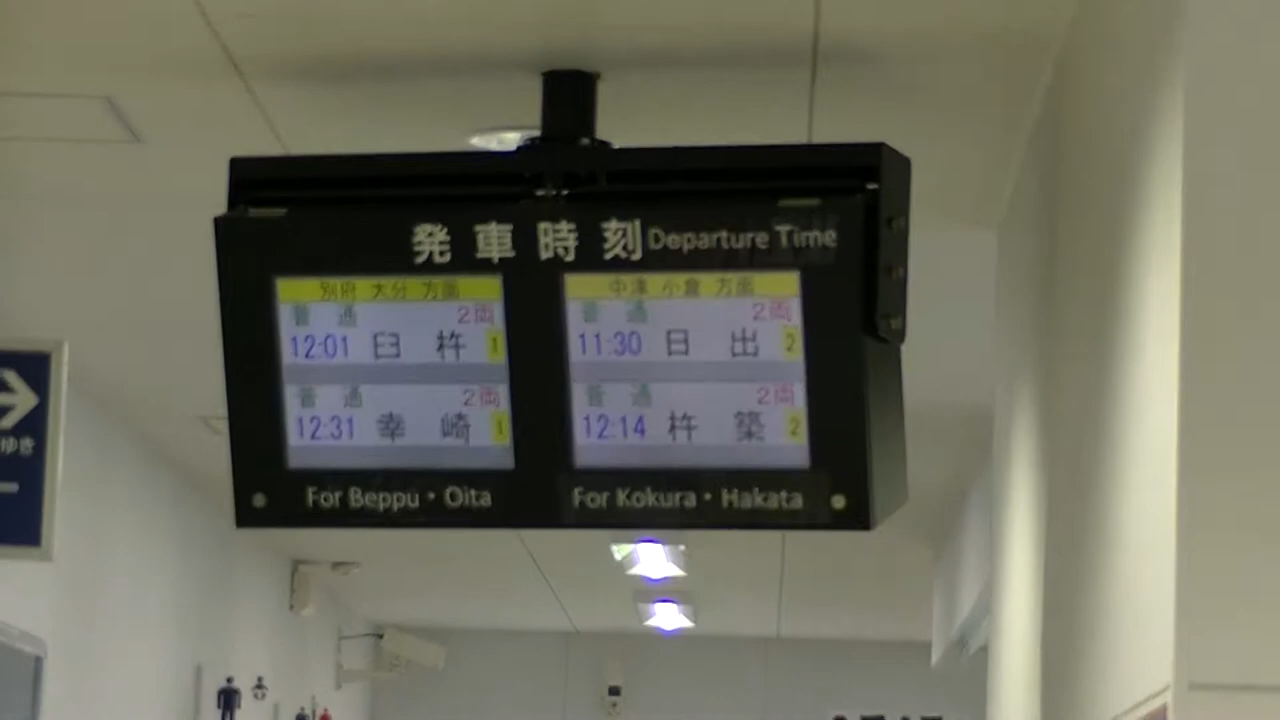 発車時刻 Departure Time
別府 大分 方面
普通 2両
12:01 臼杵 1
普通 2両
12:31 幸崎 1
For Beppu・Oita
中津 小倉 方面
普通 2両
11:30 日出 2
普通 2両
12:14 杵築 2
For Kokura・Hakata
ゆき